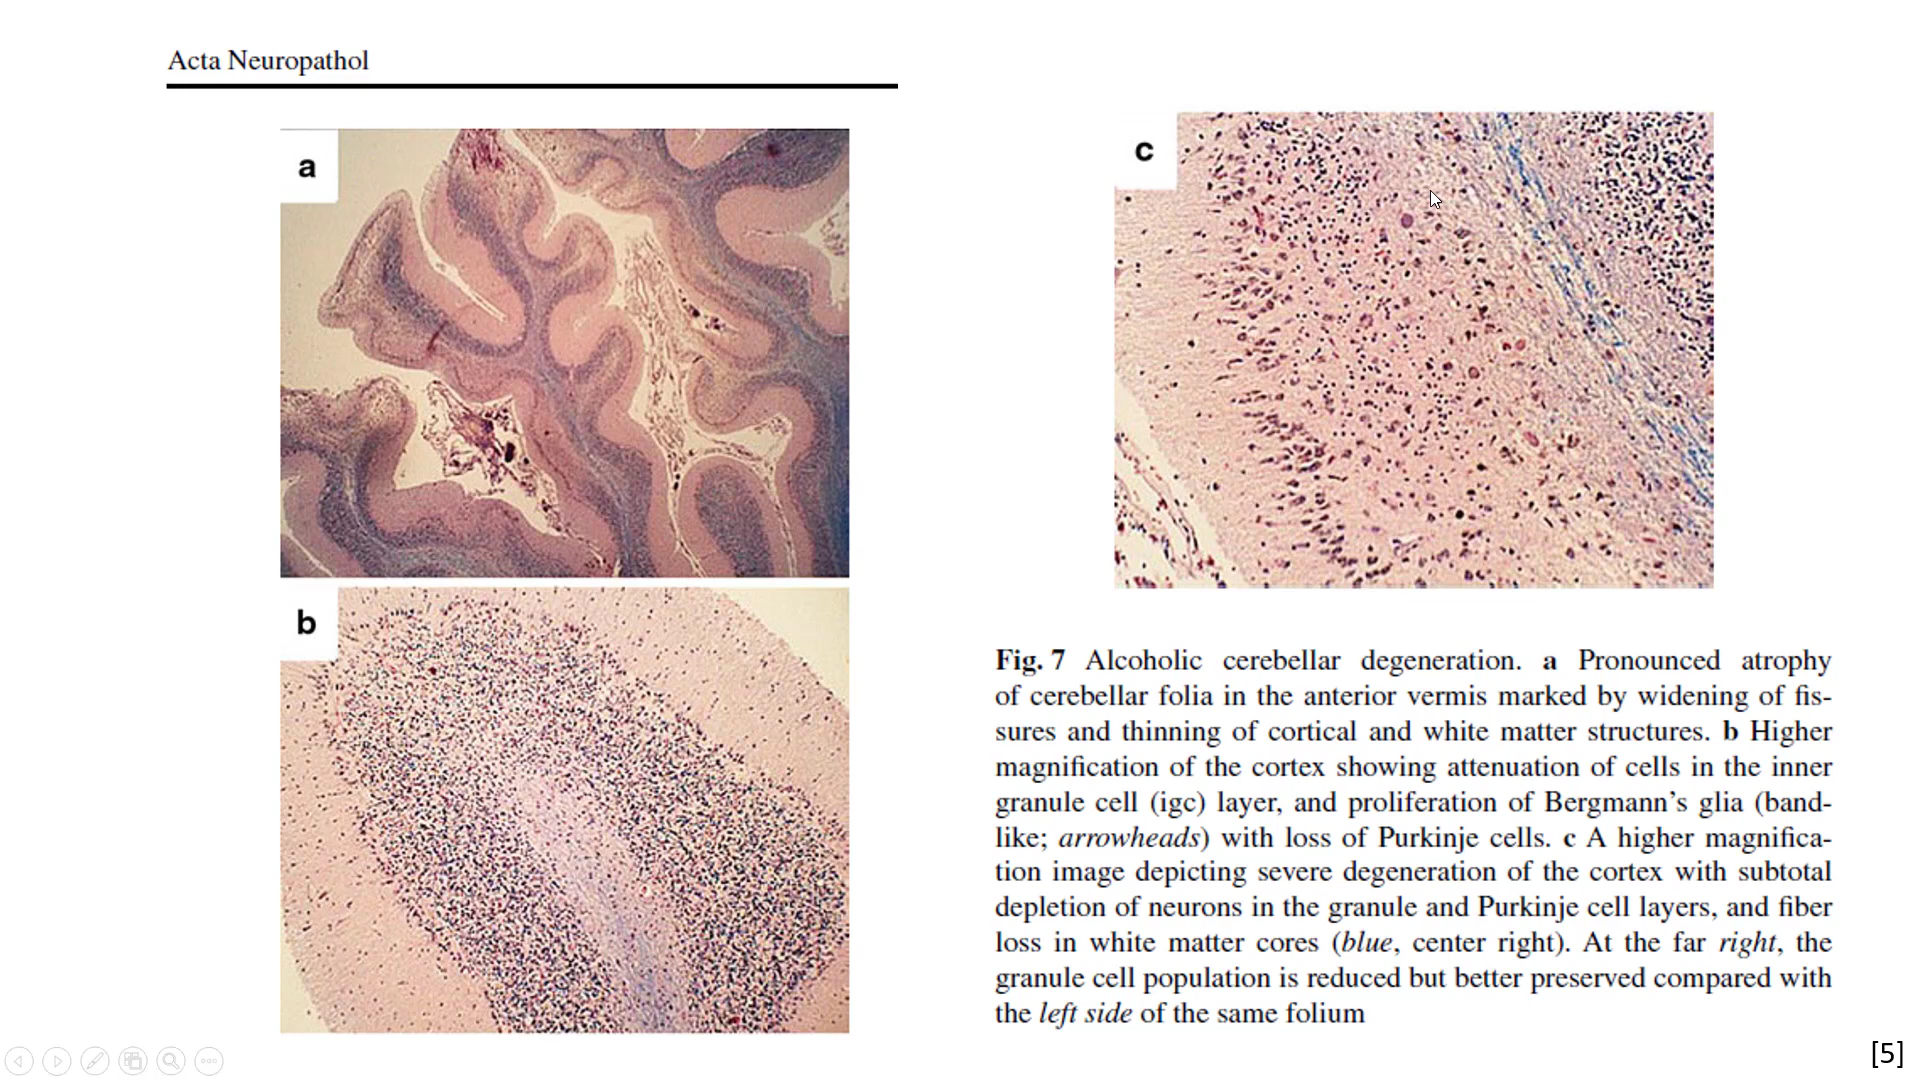 Acta Neuropathol
a
b
c
Fig. 7 Alcoholic cerebellar degeneration. a Pronounced atrophy
of cerebellar folia in the anterior vermis marked by widening of fis-
sures and thinning of cortical and white matter structures. b Higher
magnification of the cortex showing attenuation of cells in the inner
granule cell (igc) layer, and proliferation of Bergmann’s glia (band-
like; arrowheads) with loss of Purkinje cells. c A higher magnifica-
tion image depicting severe degeneration of the cortex with subtotal
depletion of neurons in the granule and Purkinje cell layers, and fiber
loss in white matter cores (blue, center right). At the far right, the
granule cell population is reduced but better preserved compared with
the left side of the same folium
[5]